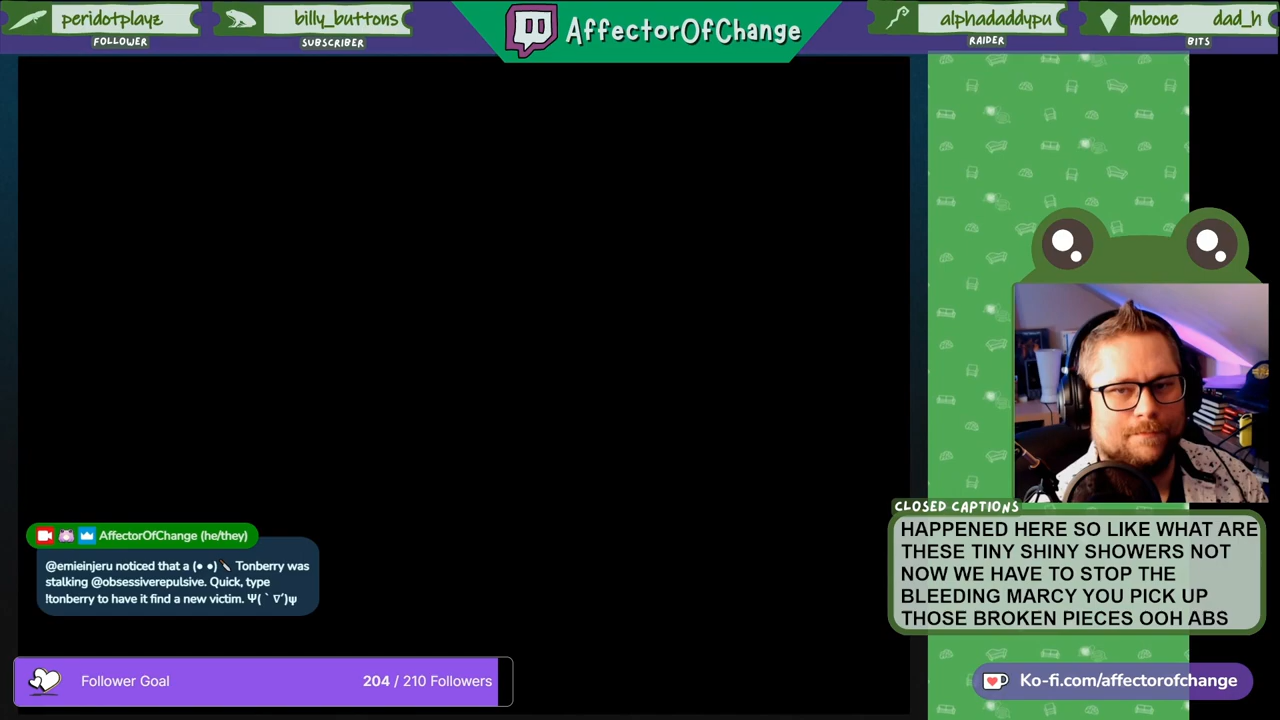 peridotplayz
FOLLOWER
billy_buttons
SUBSCRIBER
AffectorOfChange
alphadaddypu
RAIDER
mbone dad_h
BITS
AffectorOfChange (he/they)
@emieinjeru noticed that a (● ●)🔪 Tonberry was
stalking @obsessiverepulsive. Quick, type
!tonberry to have it find a new victim. Ψ( ` ∇´)ψ
Follower Goal
204 / 210 Followers
CLOSED CAPTIONS
HAPPENED HERE SO LIKE WHAT ARE
THESE TINY SHINY SHOWERS NOT
NOW WE HAVE TO STOP THE
BLEEDING MARCY YOU PICK UP
THOSE BROKEN PIECES OOH ABS
Ko-fi.com/affectorofchange